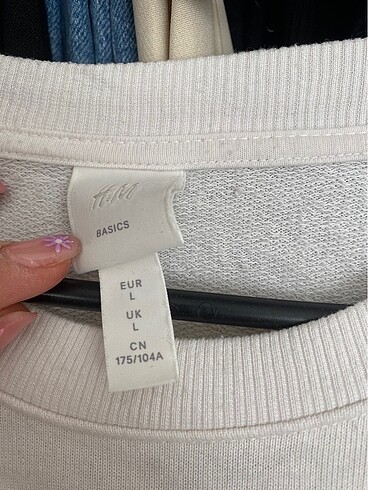 H&M
BASICS
EUR
L
UK
L
CN
175/104A